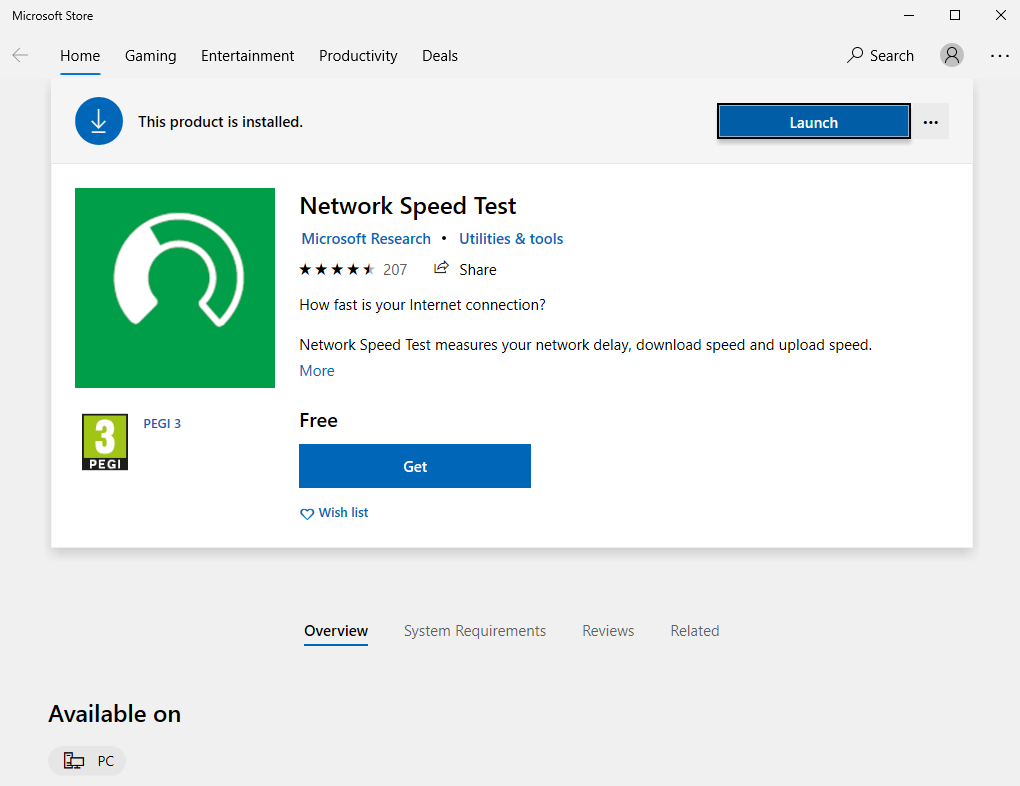 Microsoft Store
Home Gaming Entertainment Productivity Deals Search
This product is installed.
Launch
Network Speed Test
Microsoft Research • Utilities & tools
207 Share
How fast is your Internet connection?
Network Speed Test measures your network delay, download speed and upload speed.
More
3
PEGI
PEGI 3
Free
Get
Wish list
Overview System Requirements Reviews Related
Available on
PC